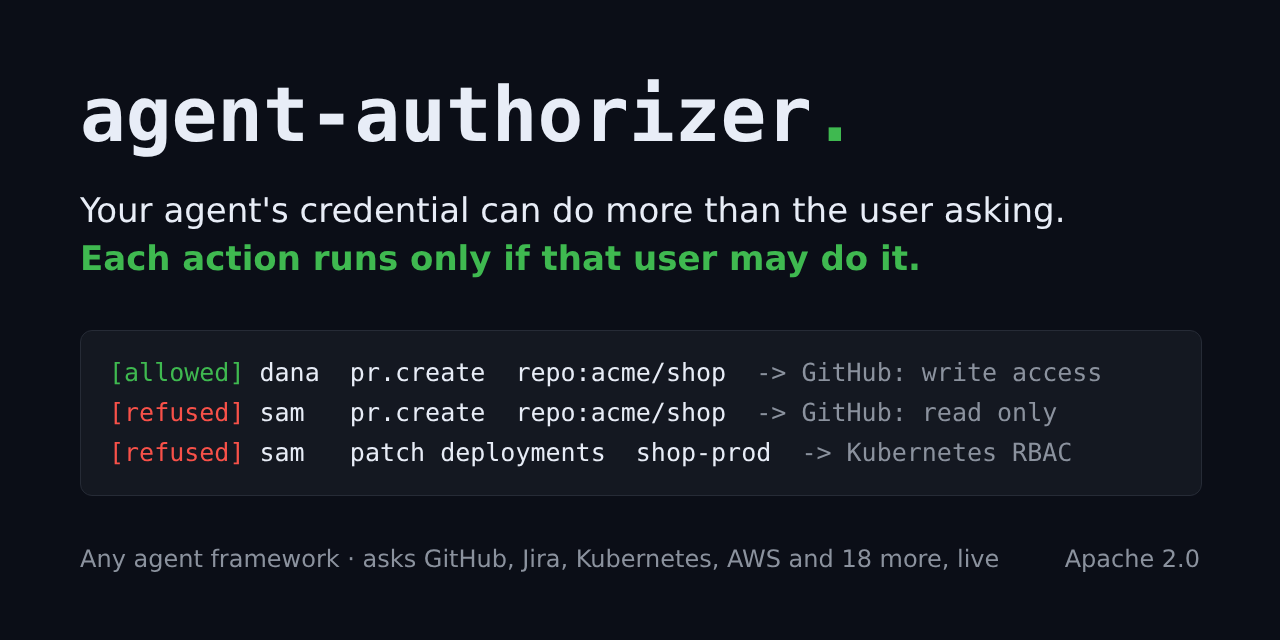 agent-authorizer.
Your agent's credential can do more than the user asking.
Each action runs only if that user may do it.
[allowed] dana  pr.create  repo:acme/shop  -> GitHub: write access
[refused] sam   pr.create  repo:acme/shop  -> GitHub: read only
[refused] sam   patch deployments  shop-prod  -> Kubernetes RBAC
Any agent framework · asks GitHub, Jira, Kubernetes, AWS and 18 more, live
Apache 2.0